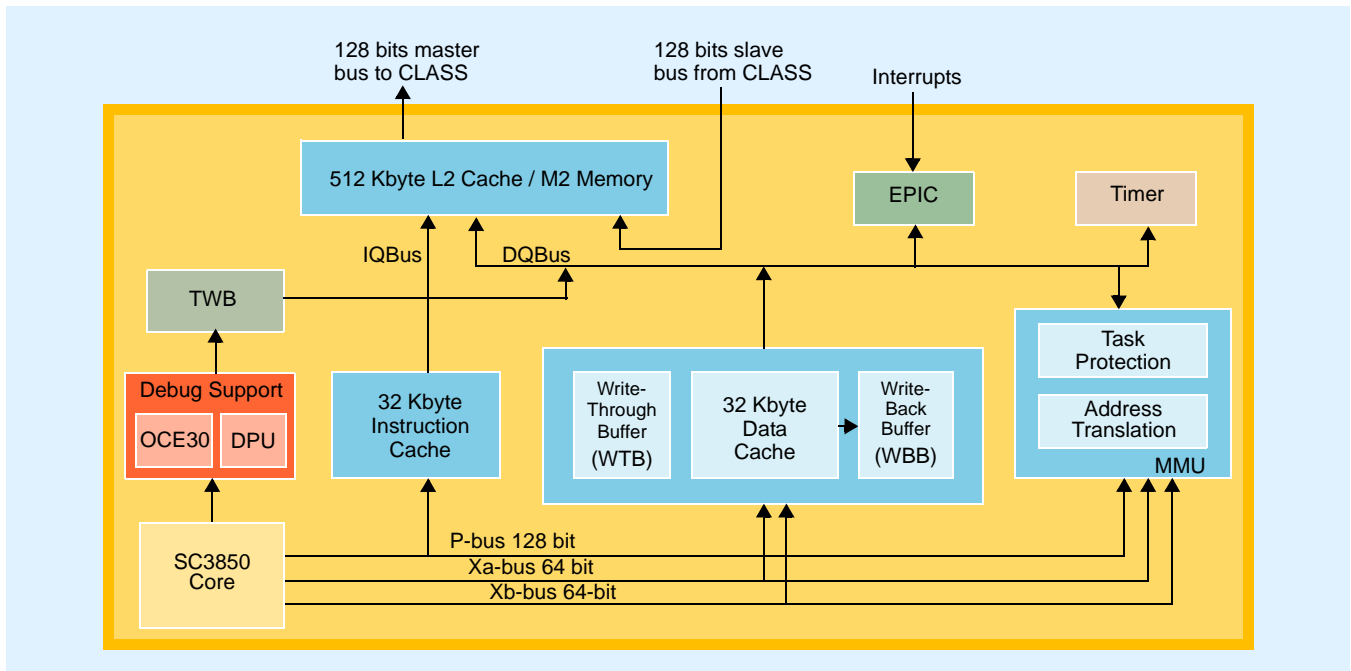 128 bits master
bus to CLASS
128 bits slave
bus from CLASS
Interrupts
512 Kbyte L2 Cache / M2 Memory
EPIC
Timer
IQBus
DQBus
TWB
Task
Protection
Address
Translation
MMU
Debug Support
OCE30
DPU
32 Kbyte
Instruction
Cache
Write-
Through
Buffer
(WTB)
32 Kbyte
Data
Cache
Write-
Back
Buffer
(WBB)
SC3850
Core
P-bus 128 bit
Xa-bus 64 bit
Xb-bus 64-bit